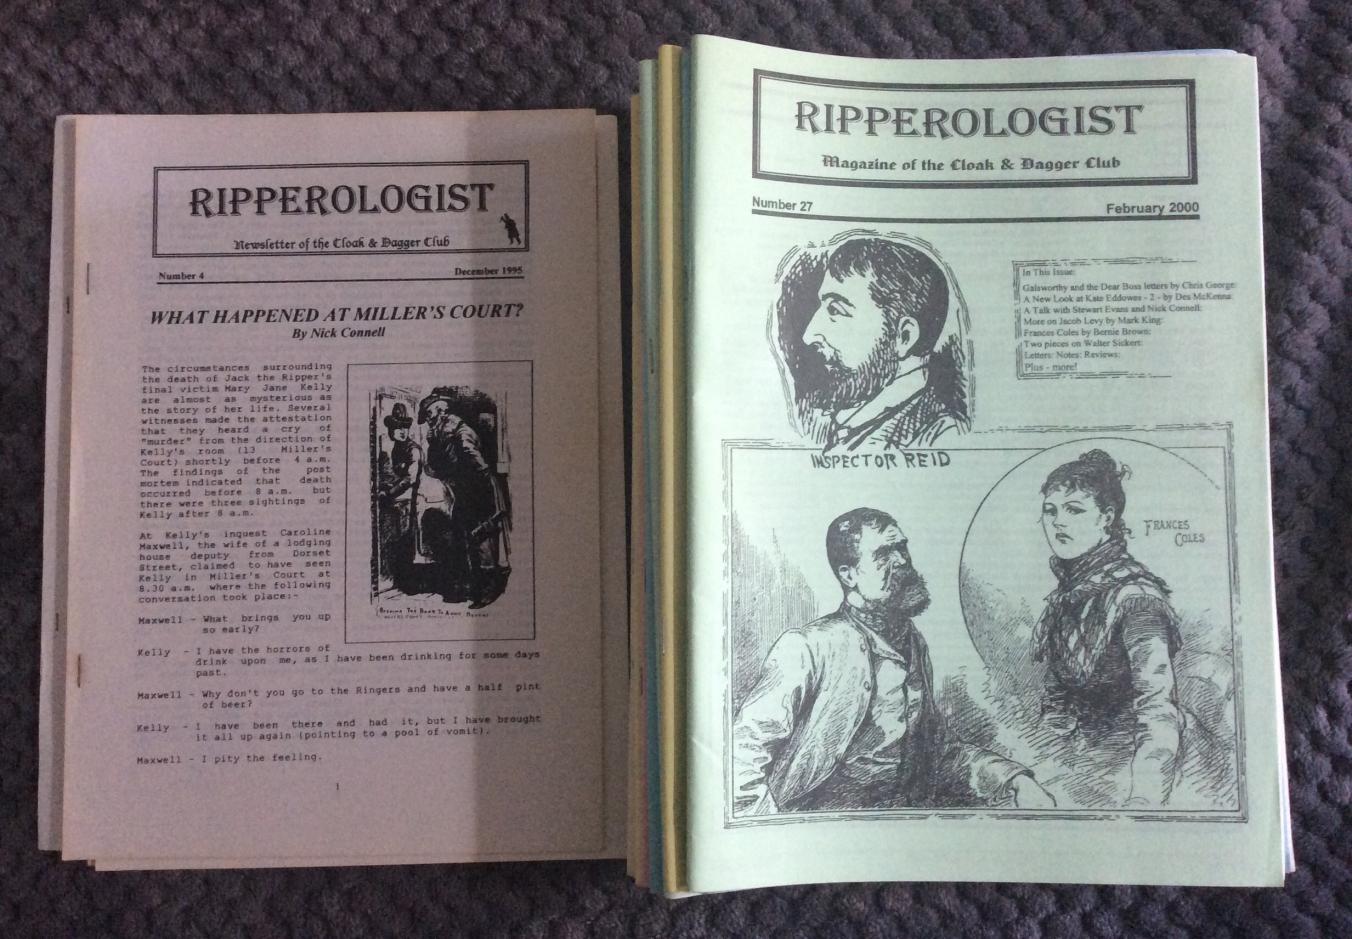 RIPPEROLOGIST
Newsletter of the Cloak & Dagger Club
Number 4
December 1995
WHAT HAPPENED AT MILLER'S COURT?
By Nick Connell
The circumstances surrounding
the death of Jack the Ripper's
final victim Mary Jane Kelly
are almost as mysterious as
the story of her life. Several
witnesses made the attestation
that they heard a cry of
"murder" from the direction of
Kelly's room (13 Miller's
Court) shortly before 4 a.m.
The findings of the post
mortem indicated that death
occurred before 8 a.m. but
there were three sightings of
Kelly after 8 a.m.
At Kelly's inquest Caroline
Maxwell, the wife of a lodging
house deputy from Dorset
Street, claimed to have seen
Kelly in Miller's Court at
8.30 a.m. where the following
conversation took place:-
Maxwell - What brings you up
so early?
Kelly - I have the horrors of
drink upon me, as I have been drinking for some days
past.
Maxwell - Why don't you go to the Ringers and have a half pint
of beer?
Kelly - I have been there and had it, but I have brought
it all up again (pointing to a pool of vomit).
Maxwell - I pity the feeling.
1
RIPPEROLOGIST
Magazine of the Cloak & Dagger Club
Number 27
February 2000
In This Issue:
Galsworthy and the Dear Boss letters by Chris George:
A New Look at Kate Eddowes - 2 - by Des McKenna:
A Talk with Stewart Evans and Nick Connell:
More on Jacob Levy by Mark King:
Frances Coles by Bernie Brown:
Two pieces on Walter Sickert:
Letters: Notes: Reviews:
Plus - more!
INSPECTOR REID
FRANCES
COLES